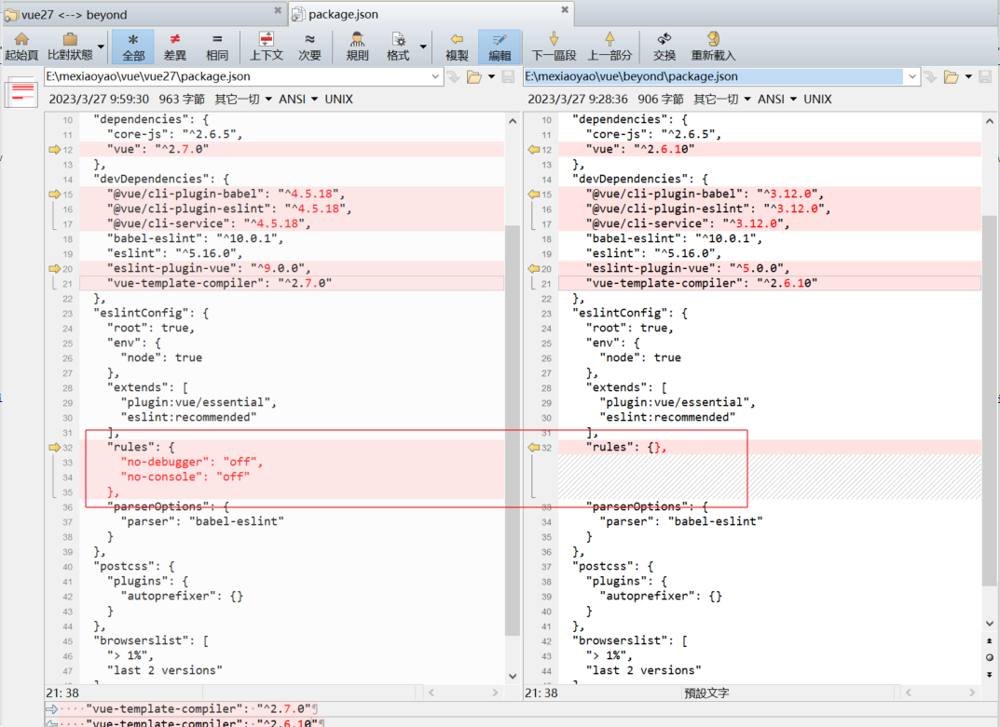 vue27 <--> beyond
package.json
起始頁 比對狀態 全部 差異 相同 上下文 次要 規則 格式 複製 編輯 下一區段 上一部分 交換 重新載入
E:\mexiaoyao\vue\vue27\package.json
2023/3/27 9:59:30 963 字節 其它一切 ANSI UNIX
10 "dependencies": {
11 "core-js": "^2.6.5",
12 "vue": "^2.7.0"
13 },
14 "devDependencies": {
15 "@vue/cli-plugin-babel": "^4.5.18",
16 "@vue/cli-plugin-eslint": "^4.5.18",
17 "@vue/cli-service": "^4.5.18",
18 "babel-eslint": "^10.0.1",
19 "eslint": "^5.16.0",
20 "eslint-plugin-vue": "^9.0.0",
21 "vue-template-compiler": "^2.7.0"
22 },
23 "eslintConfig": {
24 "root": true,
25 "env": {
26 "node": true
27 },
28 "extends": [
29 "plugin:vue/essential",
30 "eslint:recommended"
31 ],
32 "rules": {
33 "no-debugger": "off",
34 "no-console": "off"
35 },
36 "parserOptions": {
37 "parser": "babel-eslint"
38 }
39 },
40 "postcss": {
41 "plugins": {
42 "autoprefixer": {}
43 }
44 },
45 "browserslist": [
46 "> 1%",
47 "last 2 versions"
21: 38
E:\mexiaoyao\vue\beyond\package.json
2023/3/27 9:28:36 906 字節 其它一切 ANSI UNIX
10 "dependencies": {
11 "core-js": "^2.6.5",
12 "vue": "^2.6.10"
13 },
14 "devDependencies": {
15 "@vue/cli-plugin-babel": "^3.12.0",
16 "@vue/cli-plugin-eslint": "^3.12.0",
17 "@vue/cli-service": "^3.12.0",
18 "babel-eslint": "^10.0.1",
19 "eslint": "^5.16.0",
20 "eslint-plugin-vue": "^5.0.0",
21 "vue-template-compiler": "^2.6.10"
22 },
23 "eslintConfig": {
24 "root": true,
25 "env": {
26 "node": true
27 },
28 "extends": [
29 "plugin:vue/essential",
30 "eslint:recommended"
31 ],
32 "rules": {},
33 "parserOptions": {
34 "parser": "babel-eslint"
35 }
36 },
37 "postcss": {
38 "plugins": {
39 "autoprefixer": {}
40 }
41 },
42 "browserslist": [
43 "> 1%",
44 "last 2 versions"
21: 38 預設文字
····"vue-template-compiler":·"^2.7.0"¶
····"vue-template-compiler":·"^2.6.10"¶